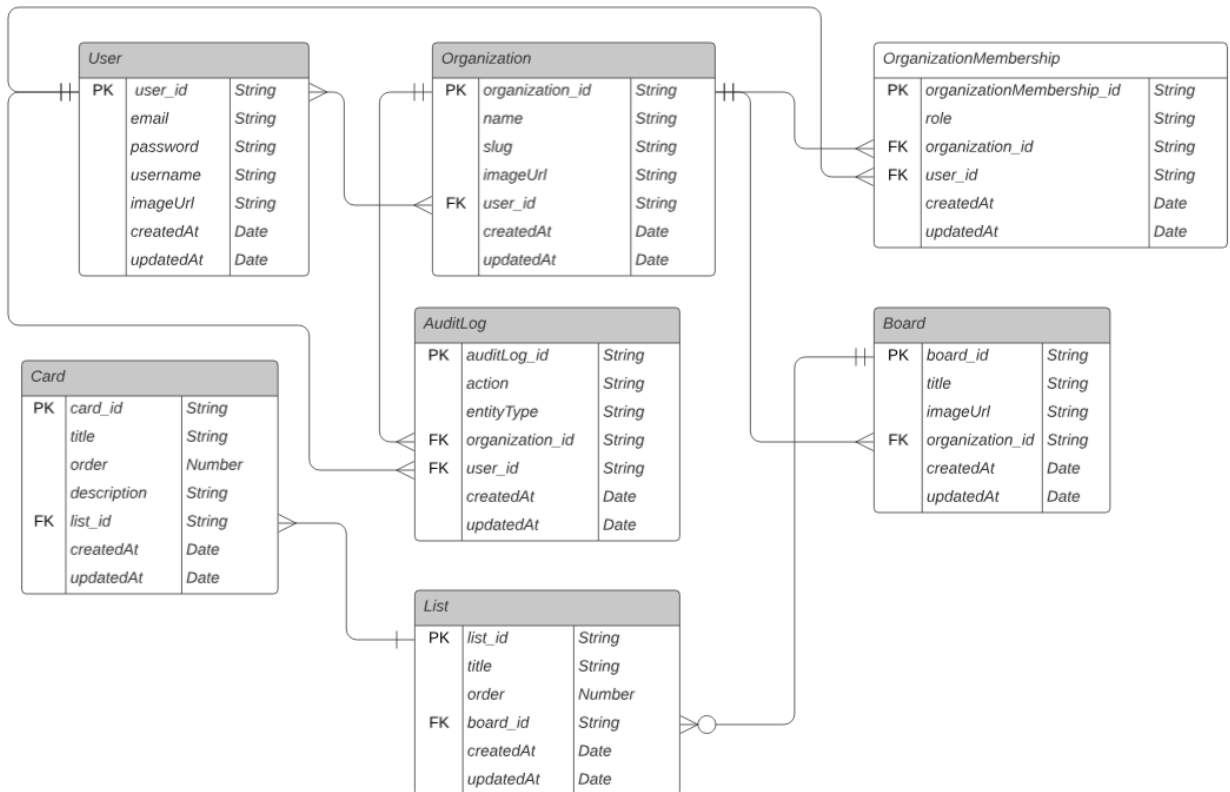 User
PK user_id String
email String
password String
username String
imageUrl String
createdAt Date
updatedAt Date
Organization
PK organization_id String
name String
slug String
imageUrl String
FK user_id String
createdAt Date
updatedAt Date
OrganizationMembership
PK organizationMembership_id String
role String
FK organization_id String
FK user_id String
createdAt Date
updatedAt Date
AuditLog
PK auditLog_id String
action String
entityType String
FK organization_id String
FK user_id String
createdAt Date
updatedAt Date
Board
PK board_id String
title String
imageUrl String
FK organization_id String
createdAt Date
updatedAt Date
Card
PK card_id String
title String
order Number
description String
FK list_id String
createdAt Date
updatedAt Date
List
PK list_id String
title String
order Number
FK board_id String
createdAt Date
updatedAt Date